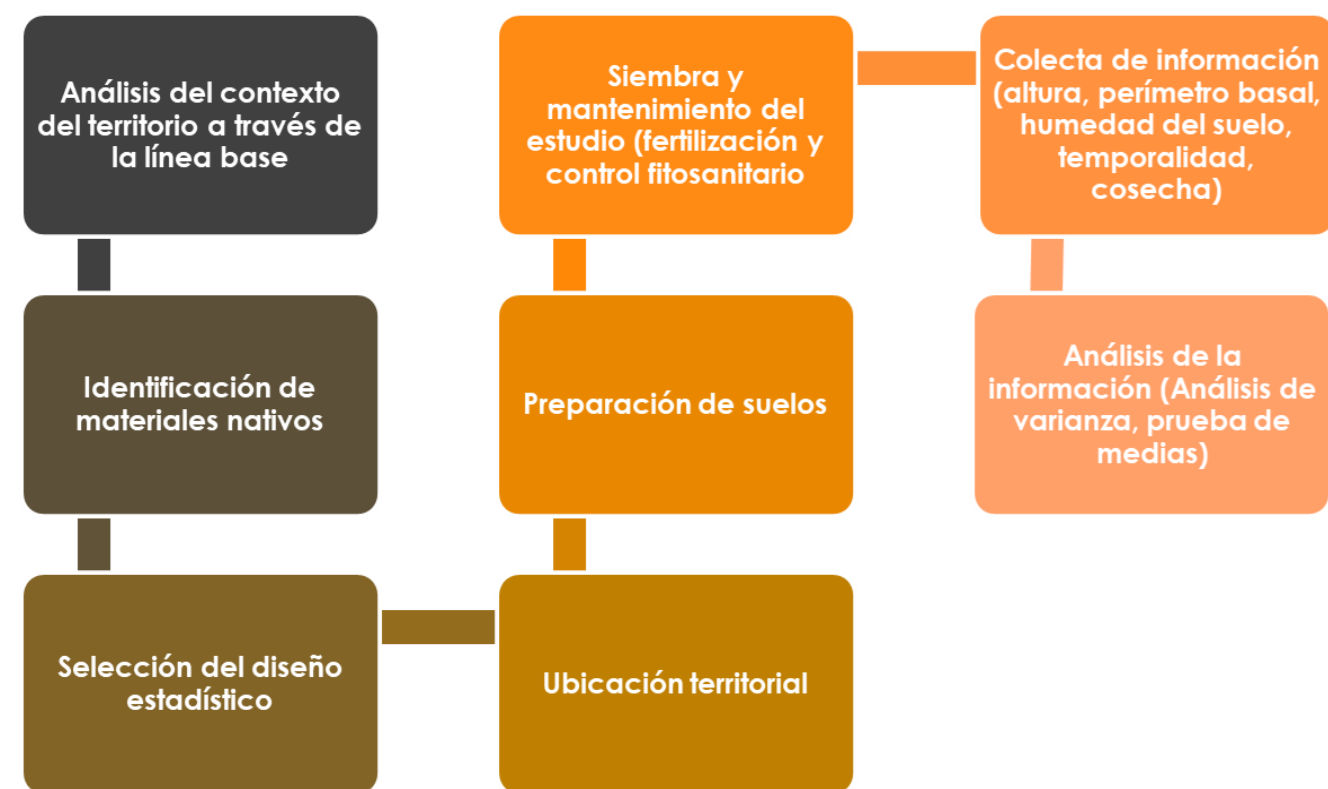 Análisis del contexto
del territorio a través de
la línea base
Identificación de
materiales nativos
Selección del diseño
estadístico
Ubicación territorial
Preparación de suelos
Siembra y
mantenimiento del
estudio (fertilización y
control fitosanitario
Colecta de información
(altura, perímetro basal,
humedad del suelo,
temporalidad,
cosecha)
Análisis de la
información (Análisis de
varianza, prueba de
medias)